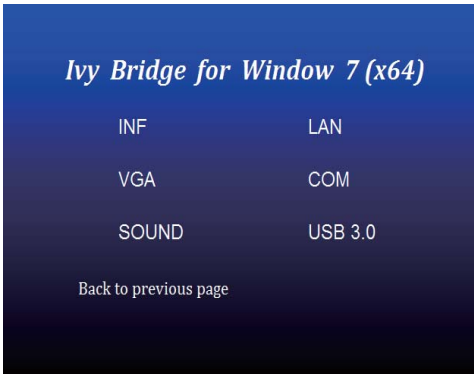 Ivy Bridge for Window 7 (x64)
INF LAN
VGA COM
SOUND USB 3.0
Back to previous page